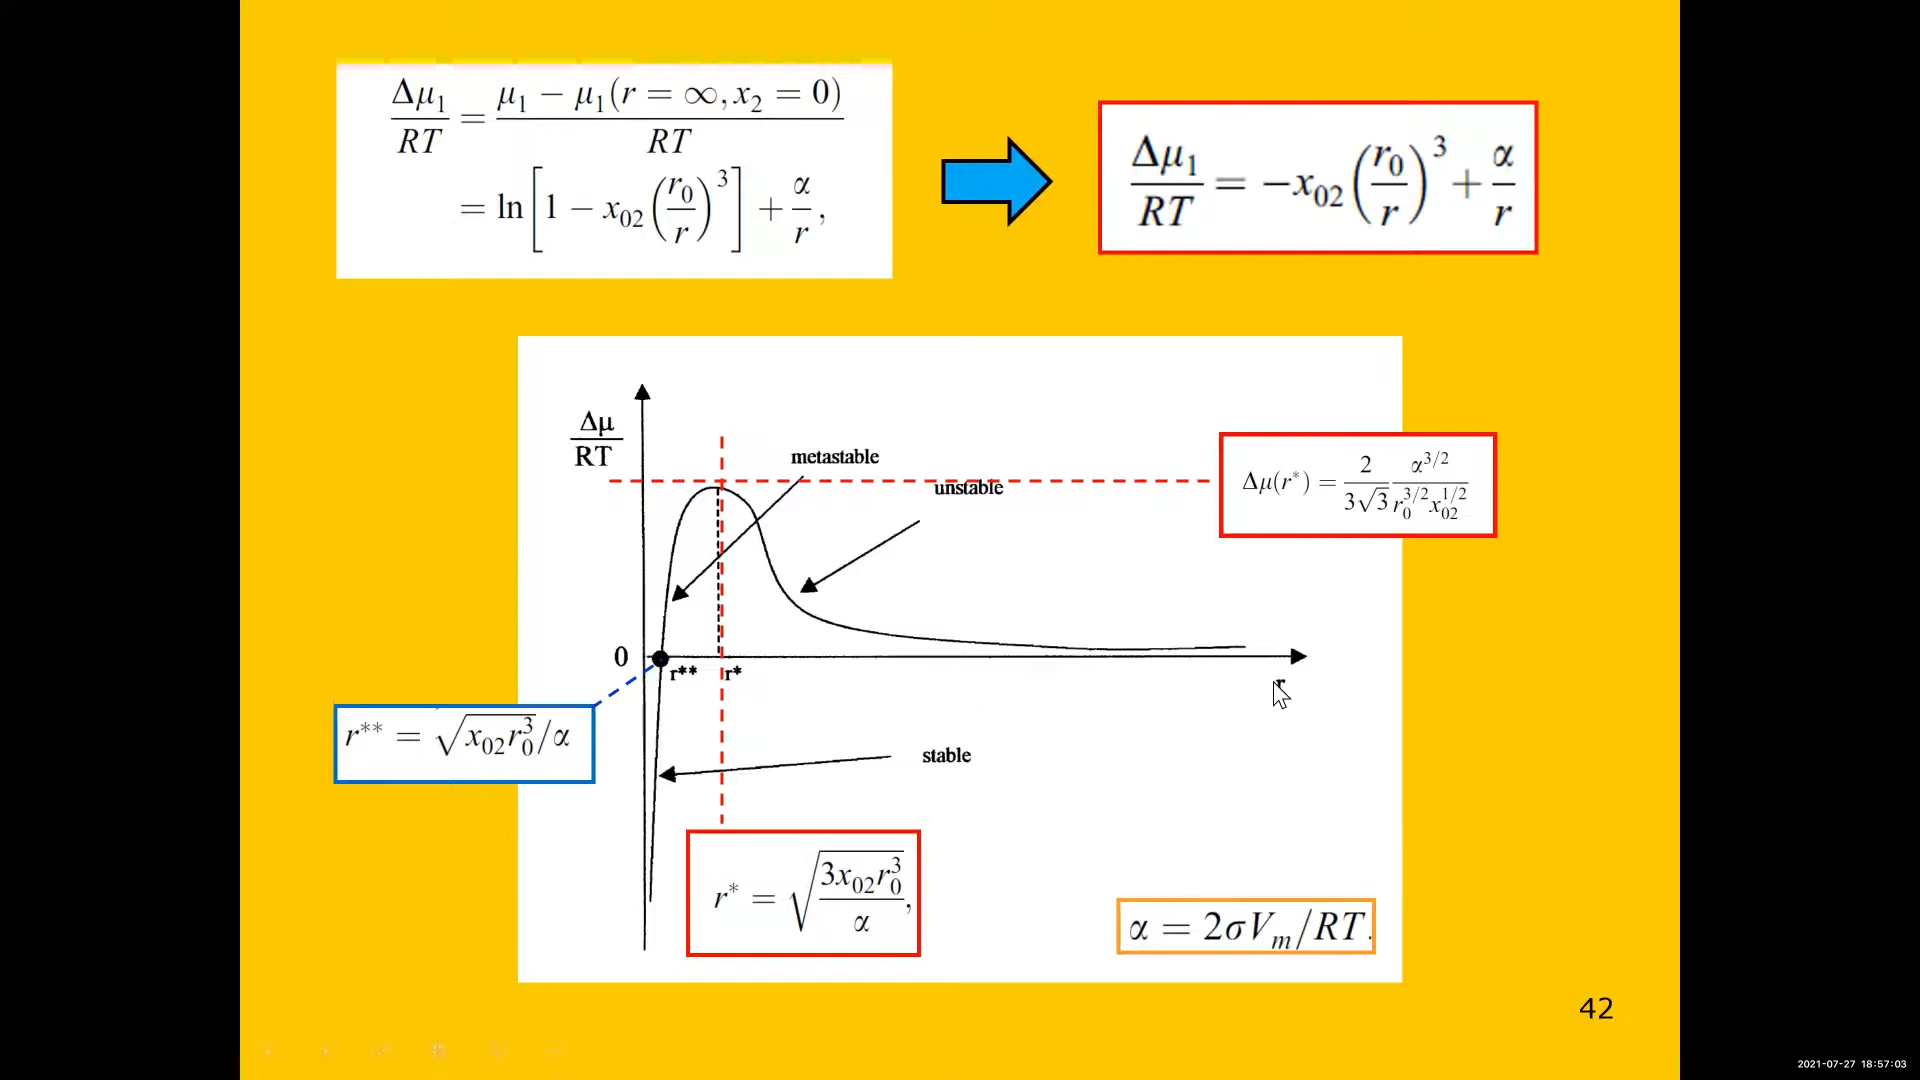 Δμ₁/RT = μ₁ − μ₁(r = ∞, x₂ = 0)/RT
= ln[1 − x₀₂(r₀/r)³] + α/r,
Δμ₁/RT = −x₀₂(r₀/r)³ + α/r
Δμ/RT
metastable
unstable
Δμ(r*) = 2/3√3 α^{3/2}/r₀^{3/2}x₀₂^{1/2}
0
r**
r*
r
r** = √x₀₂r₀³/α
stable
r* = √(3x₀₂r₀³/α),
α = 2σVₘ/RT.
42
2021-07-27 18:57:03